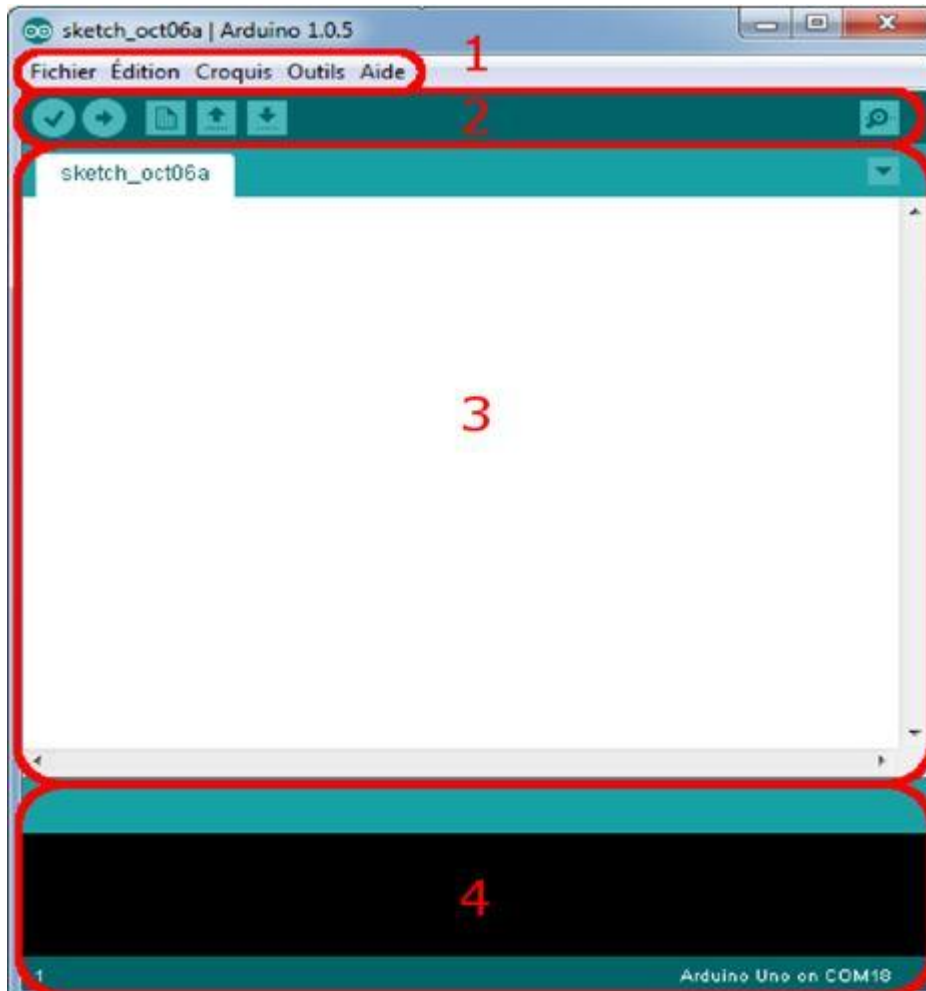 sketch_oct06a | Arduino 1.0.5
1
Fichier Édition Croquis Outils Aide
2
sketch_oct06a
3
4
1 Arduino Uno on COM18